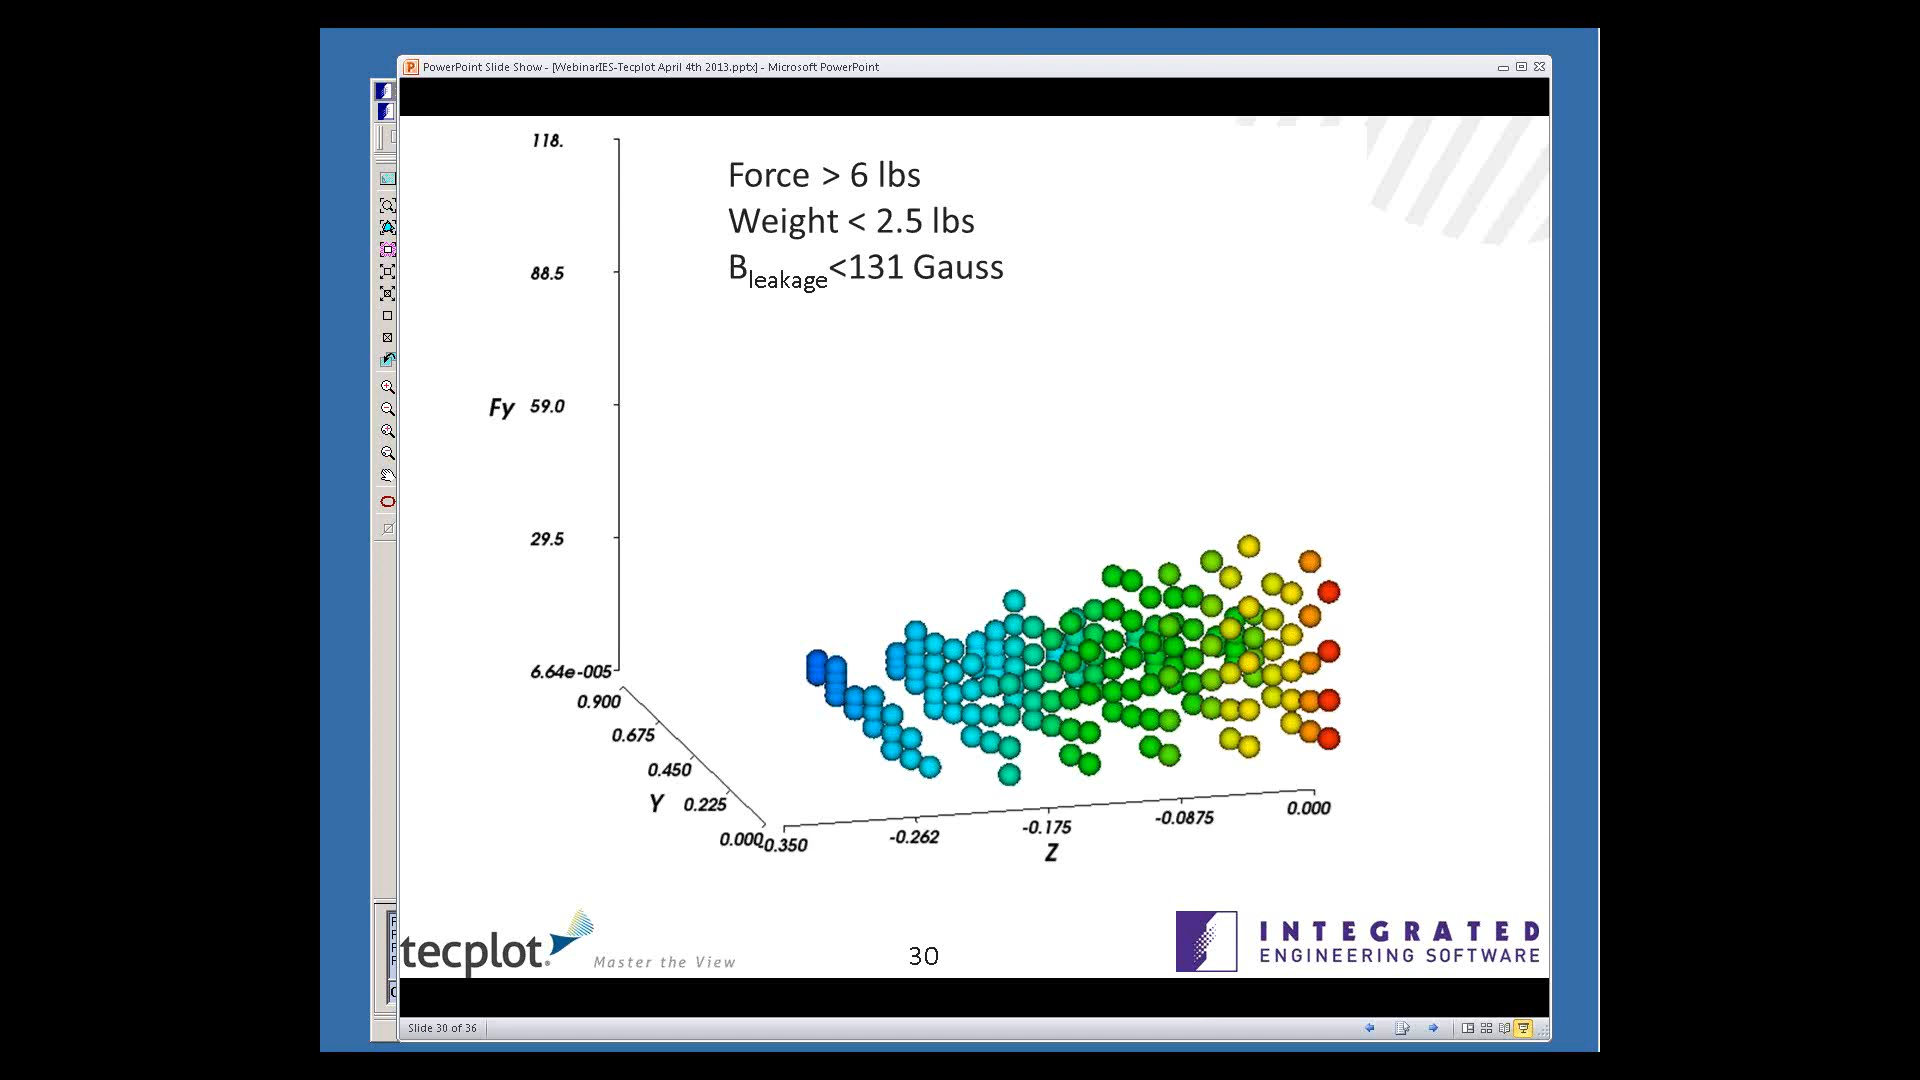 PowerPoint Slide Show - [WebinarIES-Tecplot April 4th 2013.pptx] - Microsoft PowerPoint
118.
Force > 6 lbs
Weight < 2.5 lbs
Bleakage<131 Gauss
88.5
Fy 59.0
29.5
6.64e-005
0.900
0.675
0.450
Y 0.225
0.000
-0.350
-0.262
-0.175
-0.0875
0.000
Z
tecplot.
Master the View
30
INTEGRATED
ENGINEERING SOFTWARE
Slide 30 of 36